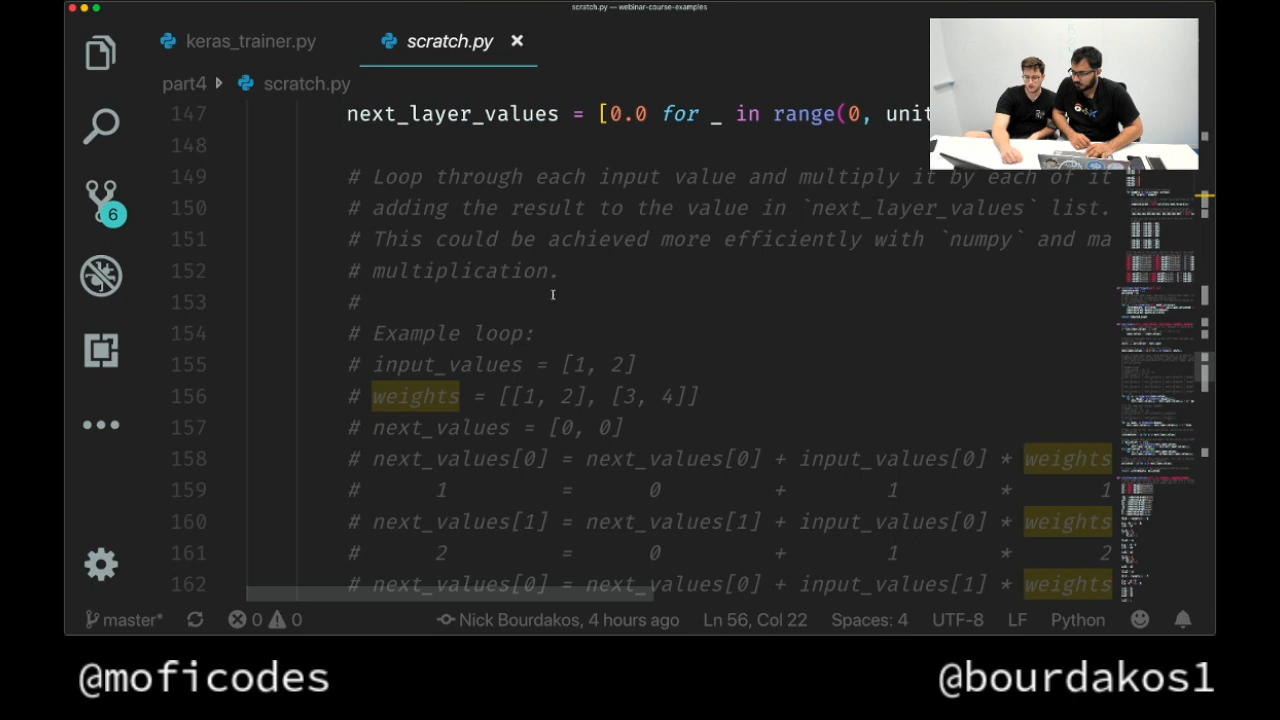 scratch.py — webinar-course-examples
keras_trainer.py
scratch.py
part4
scratch.py
147 next_layer_values = [0.0 for _ in range(0, unit
148
149 # Loop through each input value and multiply it by each of it
150 # adding the result to the value in `next_layer_values` list.
151 # This could be achieved more efficiently with `numpy` and ma
152 # multiplication.
153 #
154 # Example loop:
155 # input_values = [1, 2]
156 # weights = [[1, 2], [3, 4]]
157 # next_values = [0, 0]
158 # next_values[0] = next_values[0] + input_values[0] * weights
159 # 1 = 0 + 1 * 1
160 # next_values[1] = next_values[1] + input_values[0] * weights
161 # 2 = 0 + 1 * 2
162 # next_values[0] = next_values[0] + input_values[1] * weights
6
master* 0 0 Nick Bourdakos, 4 hours ago Ln 56, Col 22 Spaces: 4 UTF-8 LF Python
@moficodes
@bourdakos1